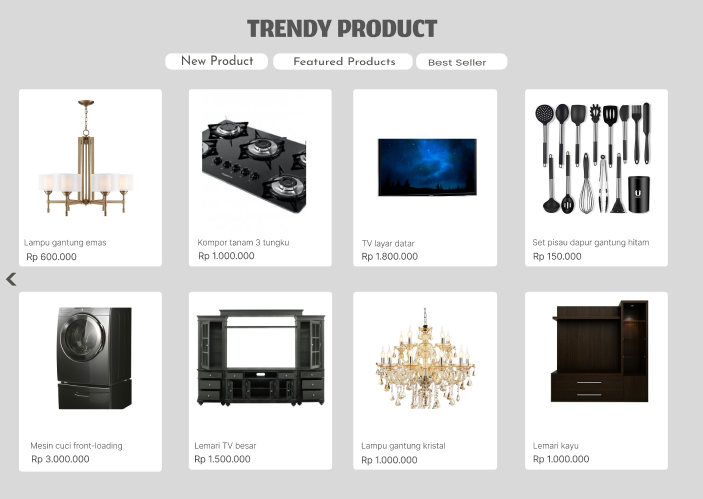 TRENDY PRODUCT
New Product
Featured Products
Best Seller
Lampu gantung emas
Rp 600.000
Kompor tanam 3 tungku
Rp 1.000.000
TV layar datar
Rp 1.800.000
Set pisau dapur gantung hitam
Rp 150.000
Mesin cuci front-loading
Rp 3.000.000
Lemari TV besar
Rp 1.500.000
Lampu gantung kristal
Rp 1.000.000
Lemari kayu
Rp 1.000.000